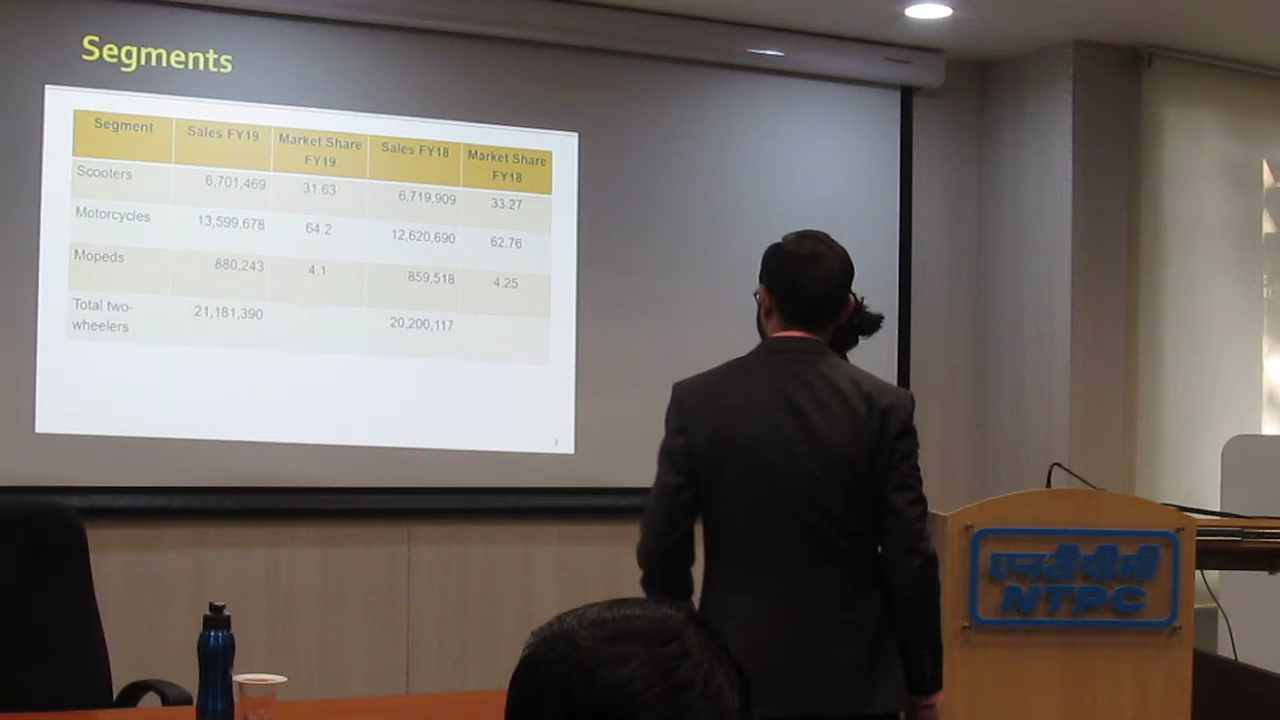 Segments
Segment Sales FY19 Market Share FY19 Sales FY18 Market Share FY18
Scooters 6,701,469 31.63 6,719,909 33.27
Motorcycles 13,599,678 64.2 12,620,690 62.76
Mopeds 880,243 4.1 859,518 4.25
Total two-wheelers 21,181,390 20,200,117
3
एनटीपीसी
NTPC